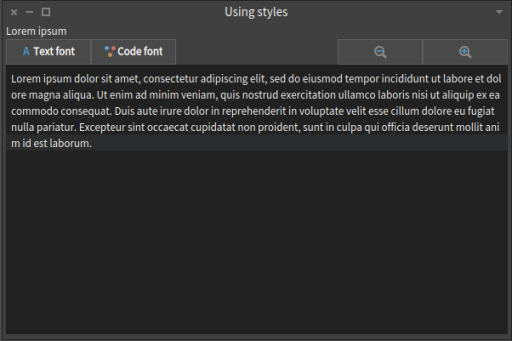 Using styles
Lorem ipsum
Text font Code font
Lorem ipsum dolor sit amet, consectetur adipiscing elit, sed do eiusmod tempor incididunt ut labore et dol
ore magna aliqua. Ut enim ad minim veniam, quis nostrud exercitation ullamco laboris nisi ut aliquip ex ea
commodo consequat. Duis aute irure dolor in reprehenderit in voluptate velit esse cillum dolore eu fugiat
nulla pariatur. Excepteur sint occaecat cupidatat non proident, sunt in culpa qui officia deserunt mollit ani
m id est laborum.